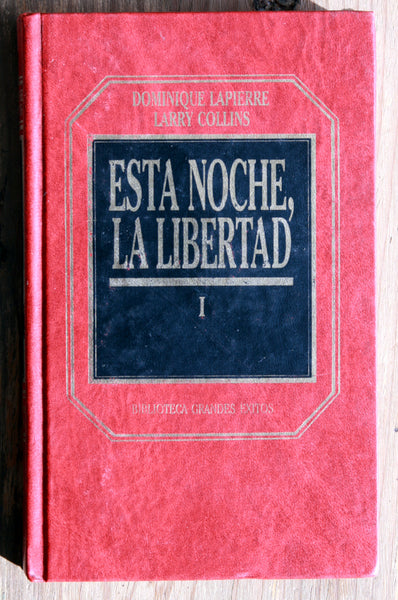 DOMINIQUE LAPIERRE
LARRY COLLINS
ESTA NOCHE,
LA LIBERTAD
I
BIBLIOTECA GRANDES EXITOS